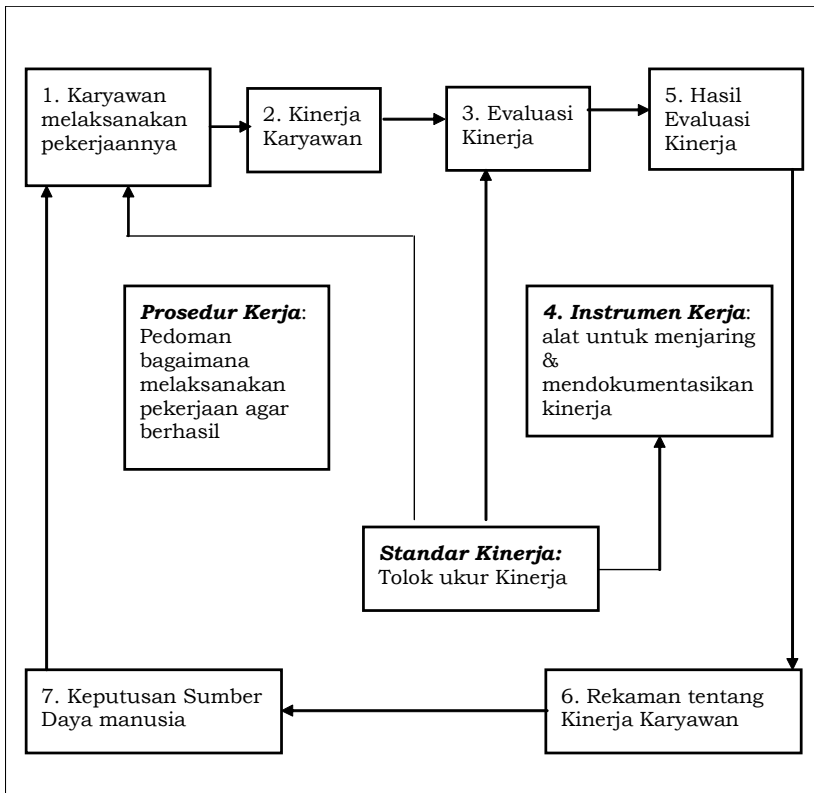 1. Karyawan
melaksanakan
pekerjaannya
2. Kinerja
Karyawan
3. Evaluasi
Kinerja
5. Hasil
Evaluasi
Kinerja
Prosedur Kerja:
Pedoman
bagaimana
melaksanakan
pekerjaan agar
berhasil
4. Instrumen Kerja:
alat untuk menjaring
&
mendokumentasikan
kinerja
Standar Kinerja:
Tolok ukur Kinerja
7. Keputusan Sumber
Daya manusia
6. Rekaman tentang
Kinerja Karyawan